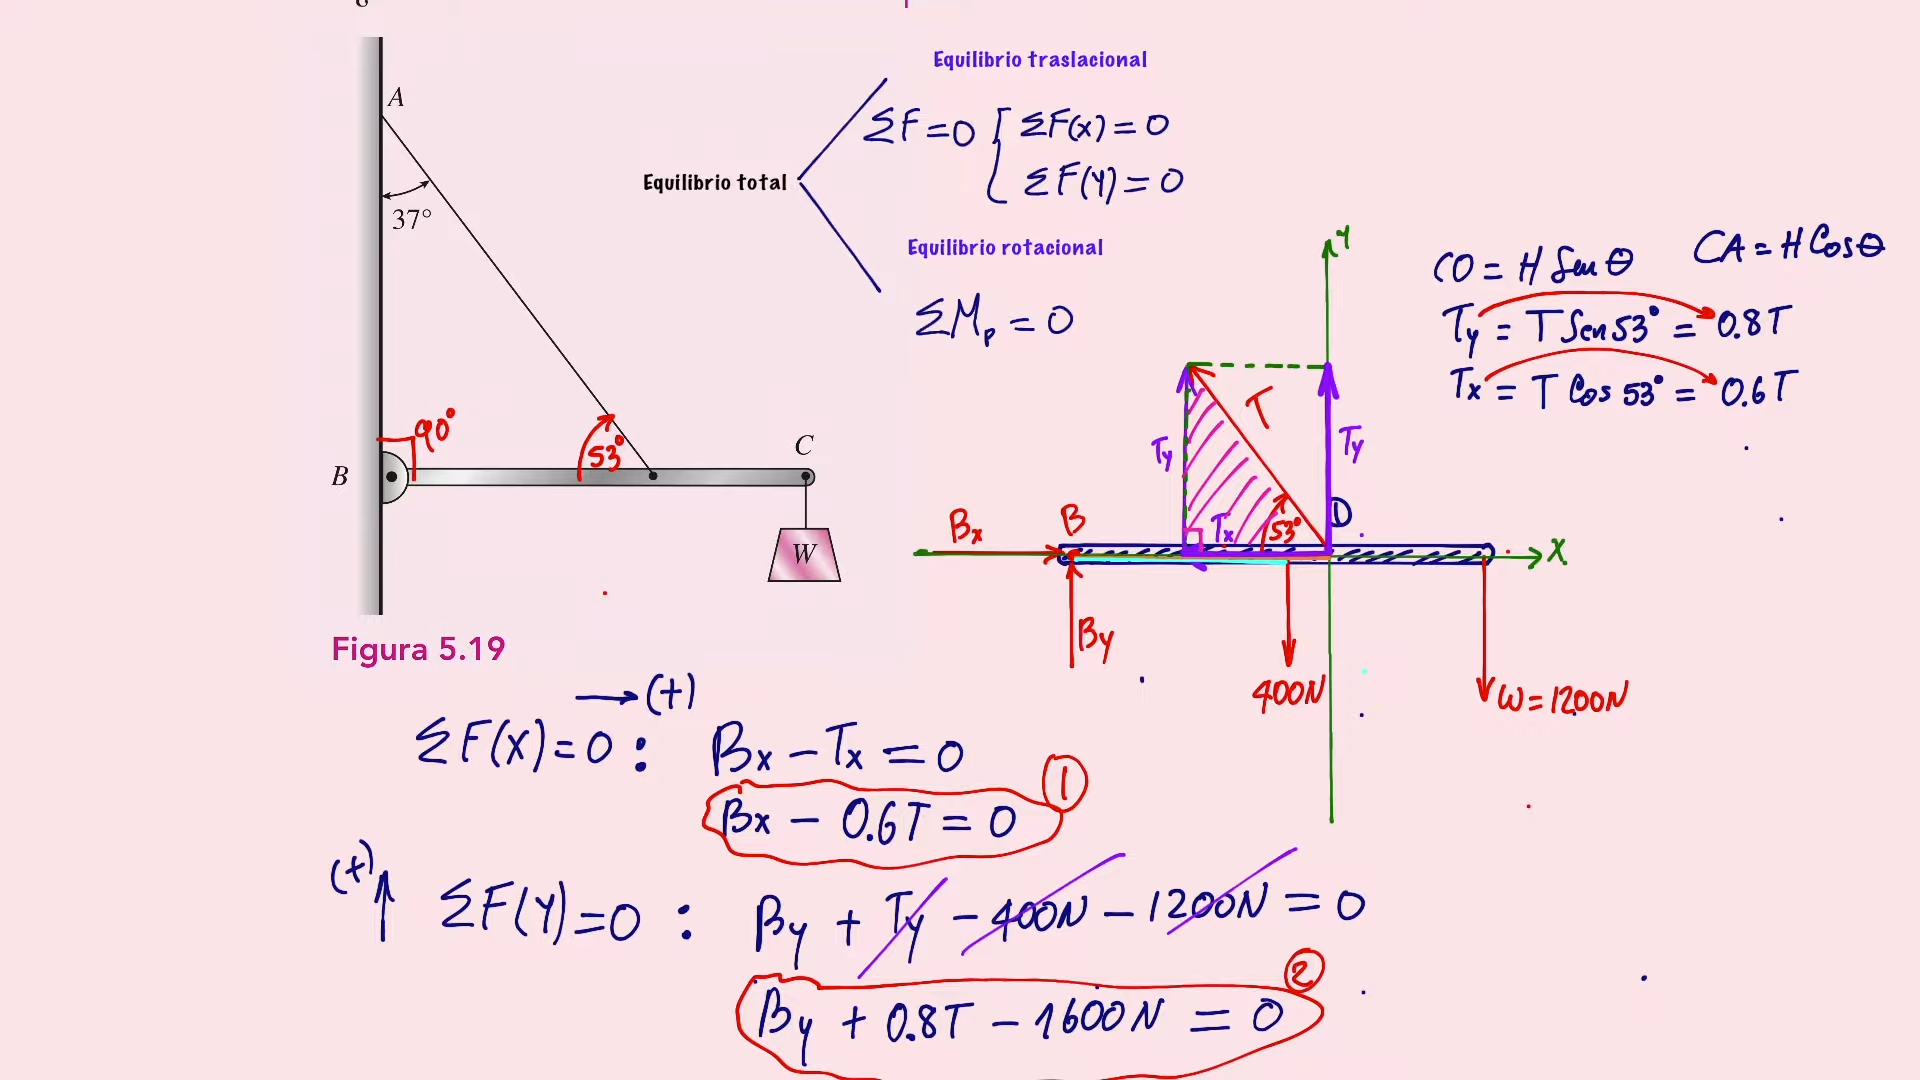 A
37°
90°
53°
B
C
W
Figura 5.19
Equilibrio total
Equilibrio traslacional
ΣF=0 [ ΣF(x)=0
ΣF(Y)=0
Equilibrio rotacional
ΣMp = 0
Y
CO = H Sen θ
CA = H Cos θ
Ty = T Sen 53° = 0.8T
Tx = T Cos 53° = 0.6T
T
Ty
Ty
Tx
53°
D
Bx
B
X
By
400N
W=1200N
→ (+)
ΣF(X)=0 : Bx - Tx = 0
Bx - 0.6T = 0
1
(+) ↑
ΣF(Y)=0 : By + Ty - 400N - 1200N = 0
By + 0.8T - 1600N = 0
2